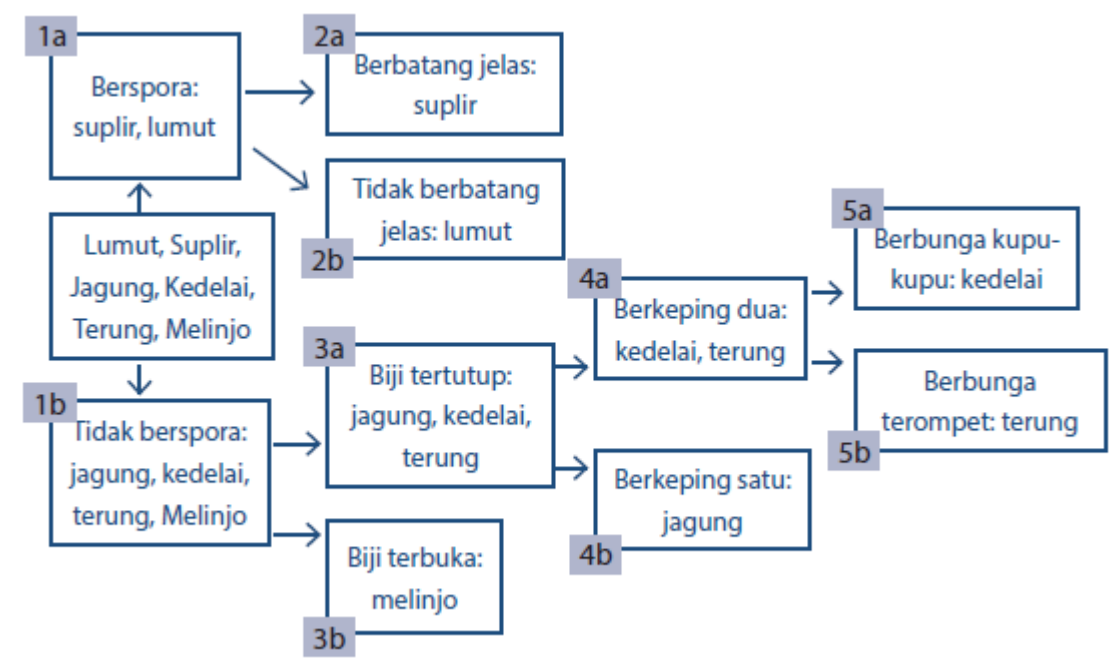 1a
Berspora:
suplir, lumut
2a
Berbatang jelas:
suplir
Tidak berbatang
jelas: lumut
2b
Lumut, Suplir,
Jagung, Kedelai,
Terung, Melinjo
1b
Tidak berspora:
jagung, kedelai,
terung, Melinjo
3a
Biji tertutup:
jagung, kedelai,
terung
Biji terbuka:
melinjo
3b
4a
Berkeping dua:
kedelai, terung
Berkeping satu:
jagung
4b
5a
Berbunga kupu-
kupu: kedelai
Berbunga
terompet: terung
5b